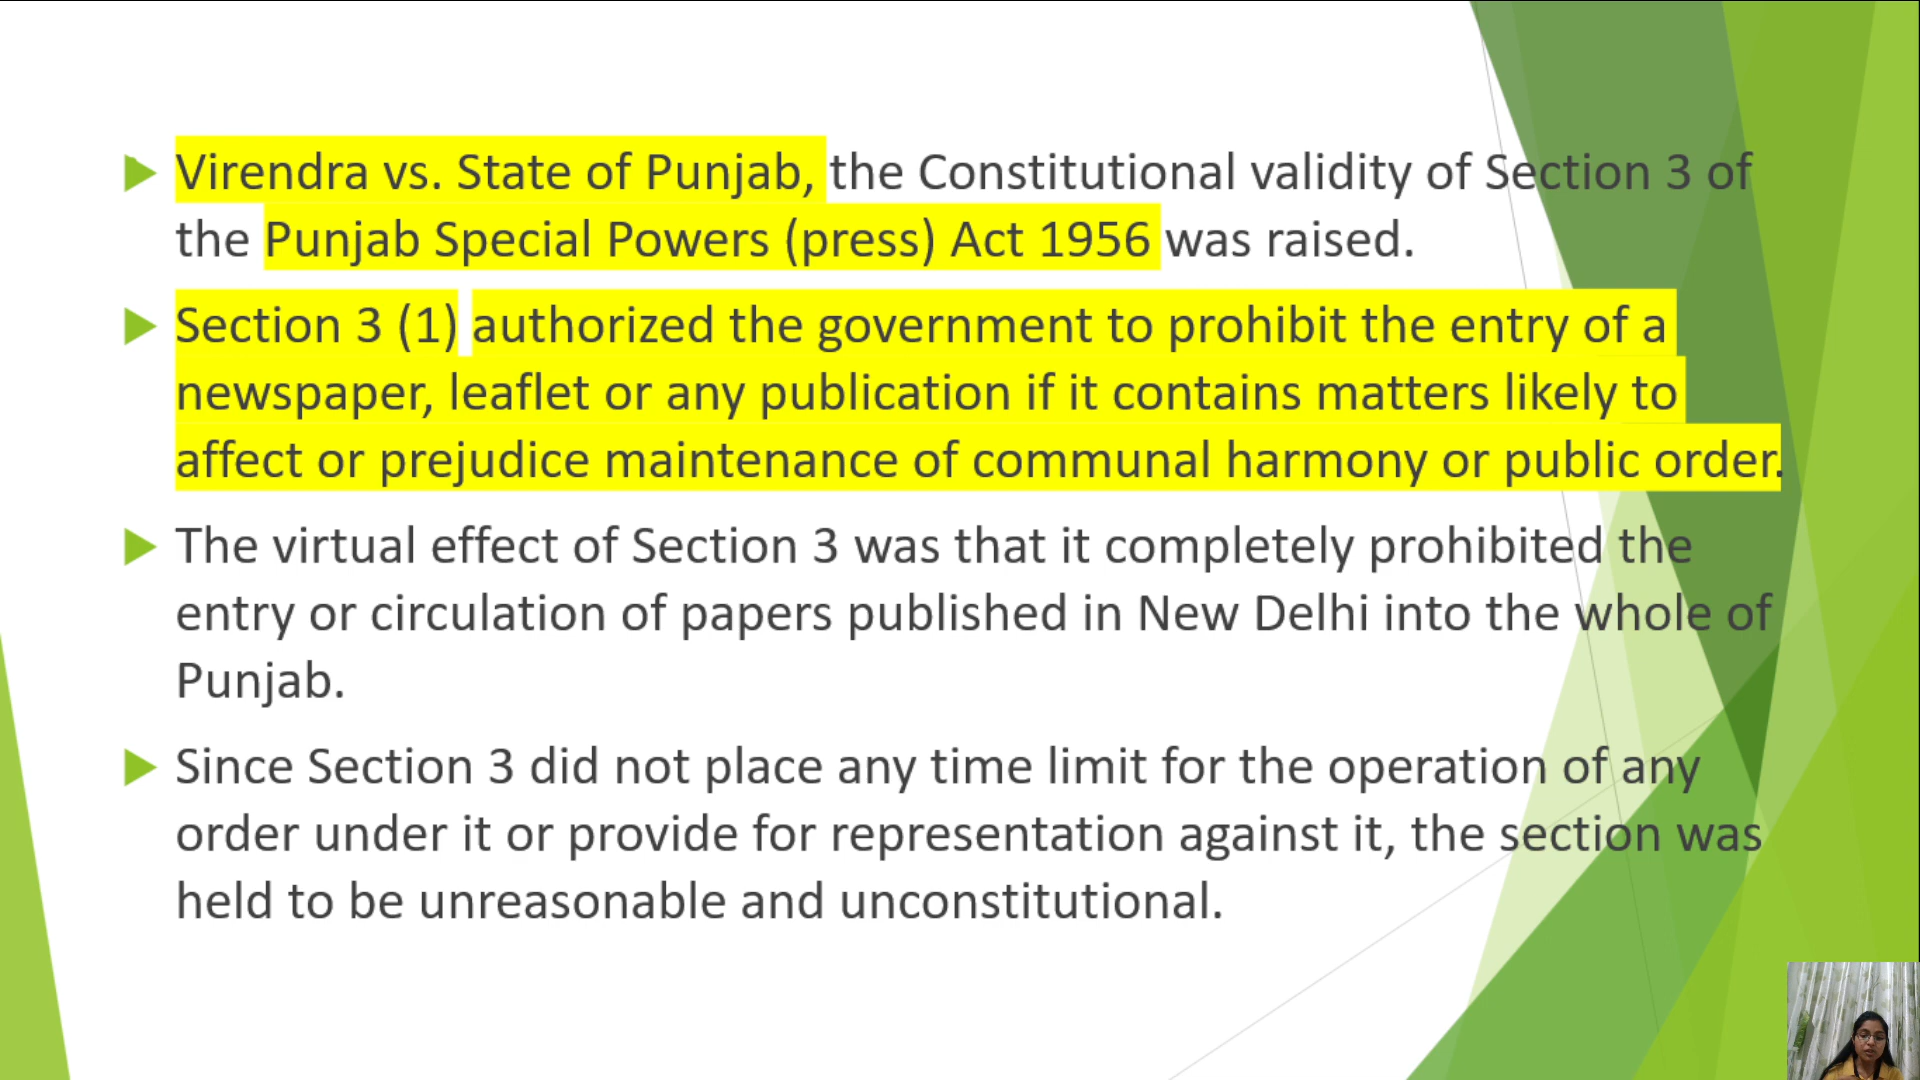 Virendra vs. State of Punjab, the Constitutional validity of Section 3 of
the Punjab Special Powers (press) Act 1956 was raised.
Section 3 (1) authorized the government to prohibit the entry of a
newspaper, leaflet or any publication if it contains matters likely to
affect or prejudice maintenance of communal harmony or public order.
The virtual effect of Section 3 was that it completely prohibited the
entry or circulation of papers published in New Delhi into the whole of
Punjab.
Since Section 3 did not place any time limit for the operation of any
order under it or provide for representation against it, the section was
held to be unreasonable and unconstitutional.